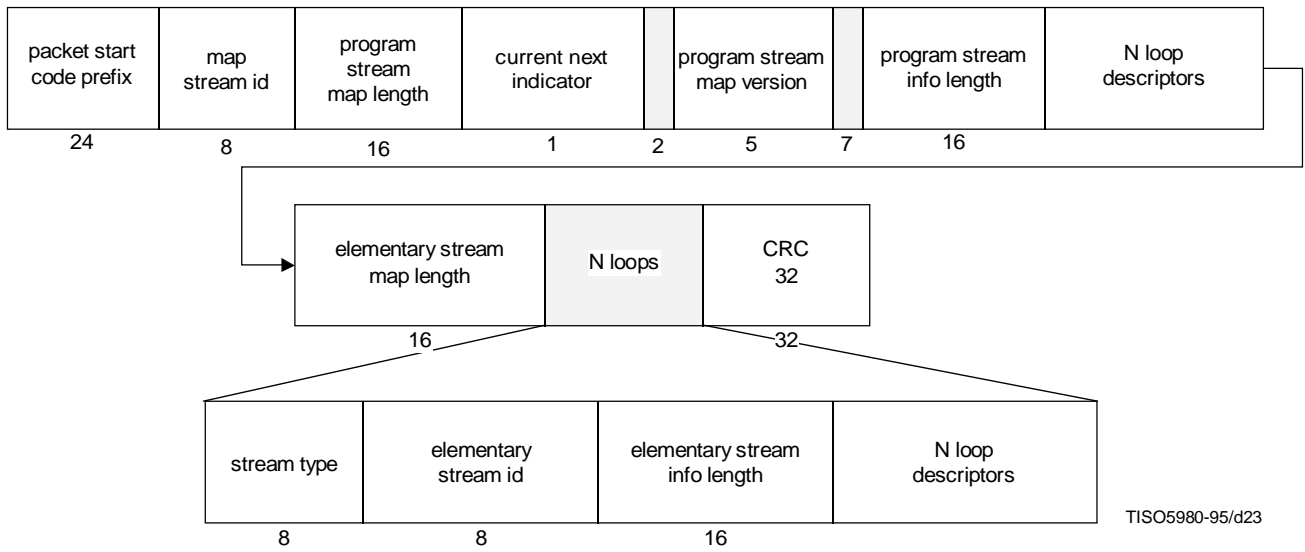 packet start
code prefix
map
stream id
program
stream
map length
current next
indicator
program stream
map version
program stream
info length
N loop
descriptors
24
8
16
1
2
5
7
16
elementary stream
map length
N loops
CRC
32
16
32
stream type
elementary
stream id
elementary stream
info length
N loop
descriptors
8
8
16
TISO5980-95/d23